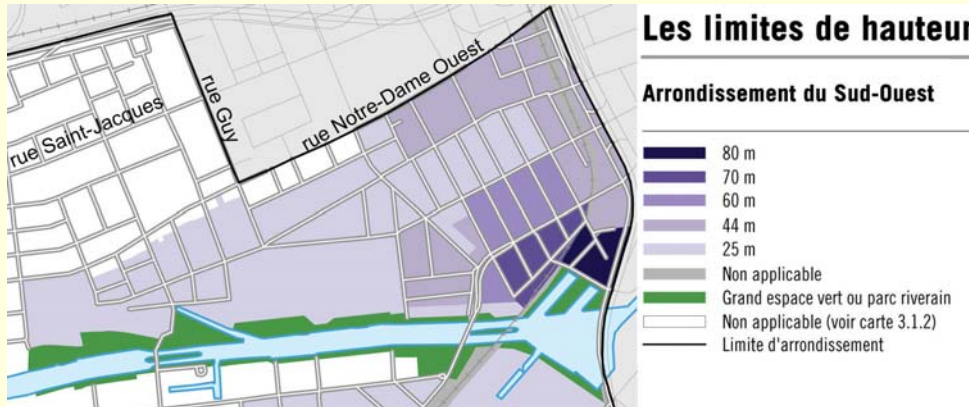 rue Saint-Jacques
rue Guy
rue Notre-Dame Ouest
Les limites de hauteur
Arrondissement du Sud-Ouest
80 m
70 m
60 m
44 m
25 m
Non applicable
Grand espace vert ou parc riverain
Non applicable (voir carte 3.1.2)
Limite d'arrondissement